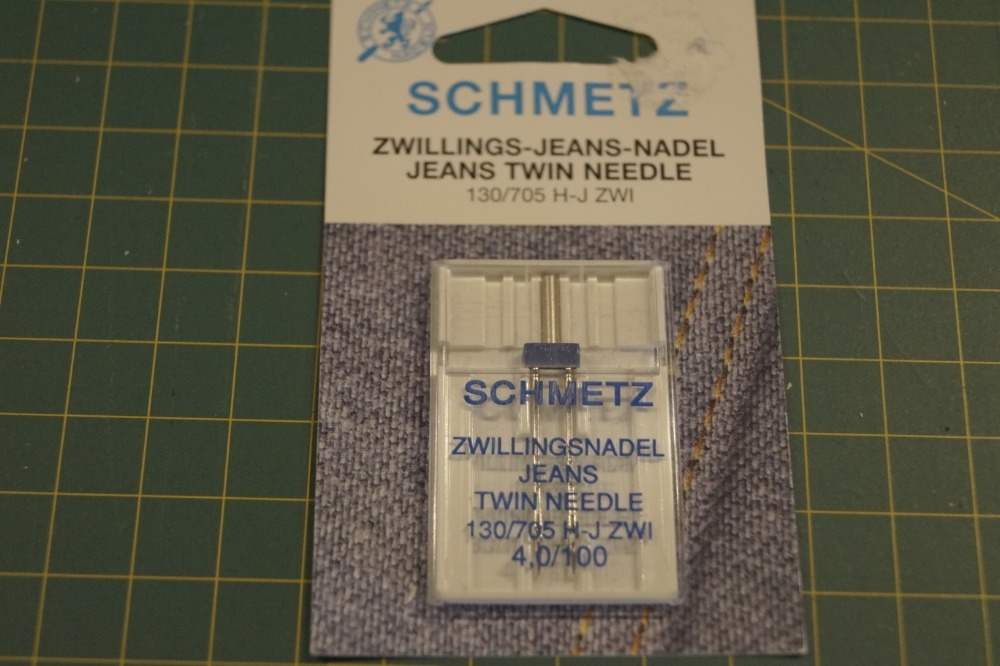 SCHMETZ
ZWILLINGS-JEANS-NADEL
JEANS TWIN NEEDLE
130/705 H-J ZWI
SCHMETZ
ZWILLINGSNADEL
JEANS
TWIN NEEDLE
130/705 H-J ZWI
4,0/100